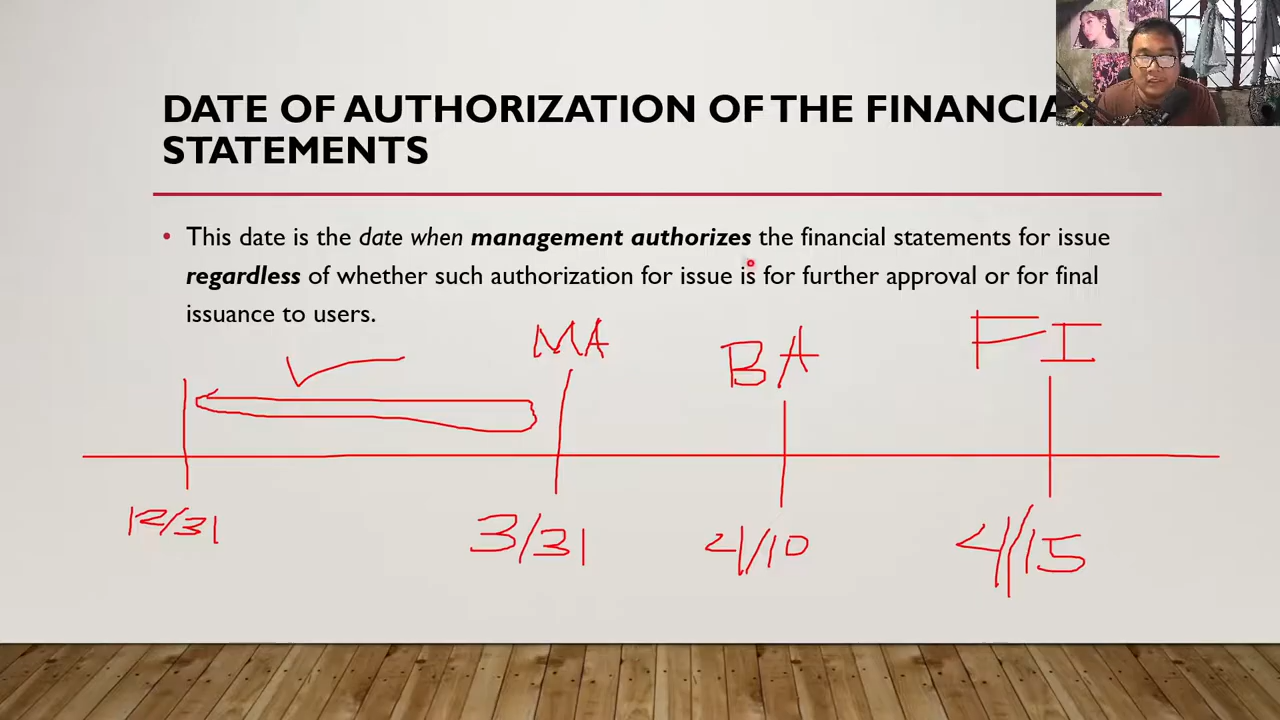 DATE OF AUTHORIZATION OF THE FINANCIA
STATEMENTS
• This date is the date when management authorizes the financial statements for issue
regardless of whether such authorization for issue is for further approval or for final
issuance to users.
MA BA FI
12/31 3/31 4/10 4/15